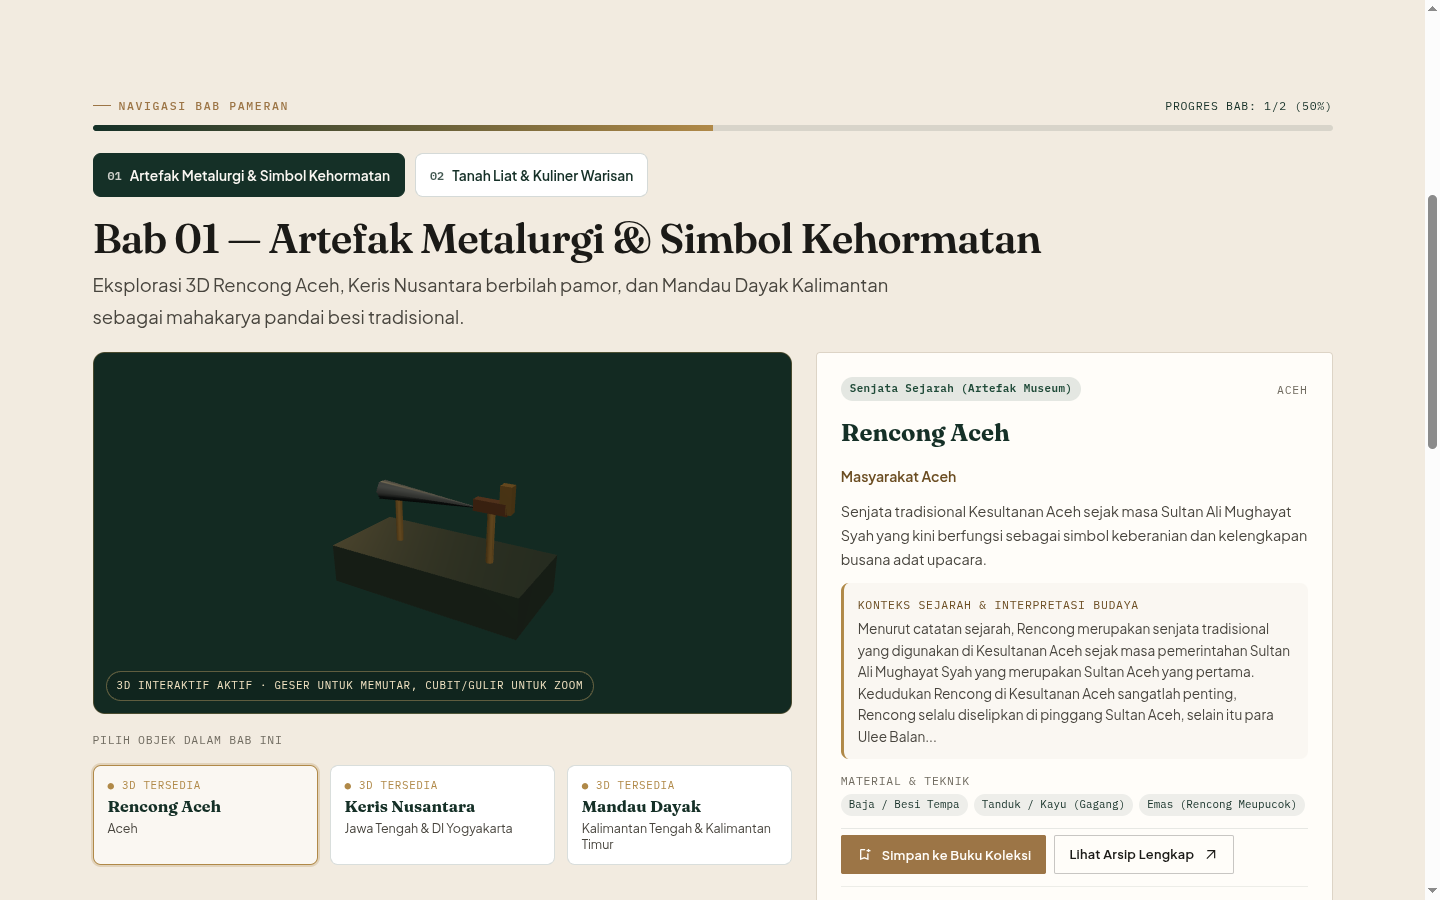 NAVIGASI BAB PAMERAN
PROGRES BAB: 1/2 (50%)
01 Artefak Metalurgi & Simbol Kehormatan
02 Tanah Liat & Kuliner Warisan
Bab 01 — Artefak Metalurgi & Simbol Kehormatan
Eksplorasi 3D Rencong Aceh, Keris Nusantara berbilah pamor, dan Mandau Dayak Kalimantan
sebagai mahakarya pandai besi tradisional.
3D INTERAKTIF AKTIF · GESER UNTUK MEMUTAR, CUBIT/GULIR UNTUK ZOOM
PILIH OBJEK DALAM BAB INI
3D TERSEDIA
Rencong Aceh
Aceh
3D TERSEDIA
Keris Nusantara
Jawa Tengah & DI Yogyakarta
3D TERSEDIA
Mandau Dayak
Kalimantan Tengah & Kalimantan
Timur
Senjata Sejarah (Artefak Museum)
ACEH
Rencong Aceh
Masyarakat Aceh
Senjata tradisional Kesultanan Aceh sejak masa Sultan Ali Mughayat
Syah yang kini berfungsi sebagai simbol keberanian dan kelengkapan
busana adat upacara.
KONTEKS SEJARAH & INTERPRETASI BUDAYA
Menurut catatan sejarah, Rencong merupakan senjata tradisional
yang digunakan di Kesultanan Aceh sejak masa pemerintahan Sultan
Ali Mughayat Syah yang merupakan Sultan Aceh yang pertama.
Kedudukan Rencong di Kesultanan Aceh sangatlah penting,
Rencong selalu diselipkan di pinggang Sultan Aceh, selain itu para
Ulee Balan...
MATERIAL & TEKNIK
Baja / Besi Tempa
Tanduk / Kayu (Gagang)
Emas (Rencong Meupucok)
Simpan ke Buku Koleksi
Lihat Arsip Lengkap